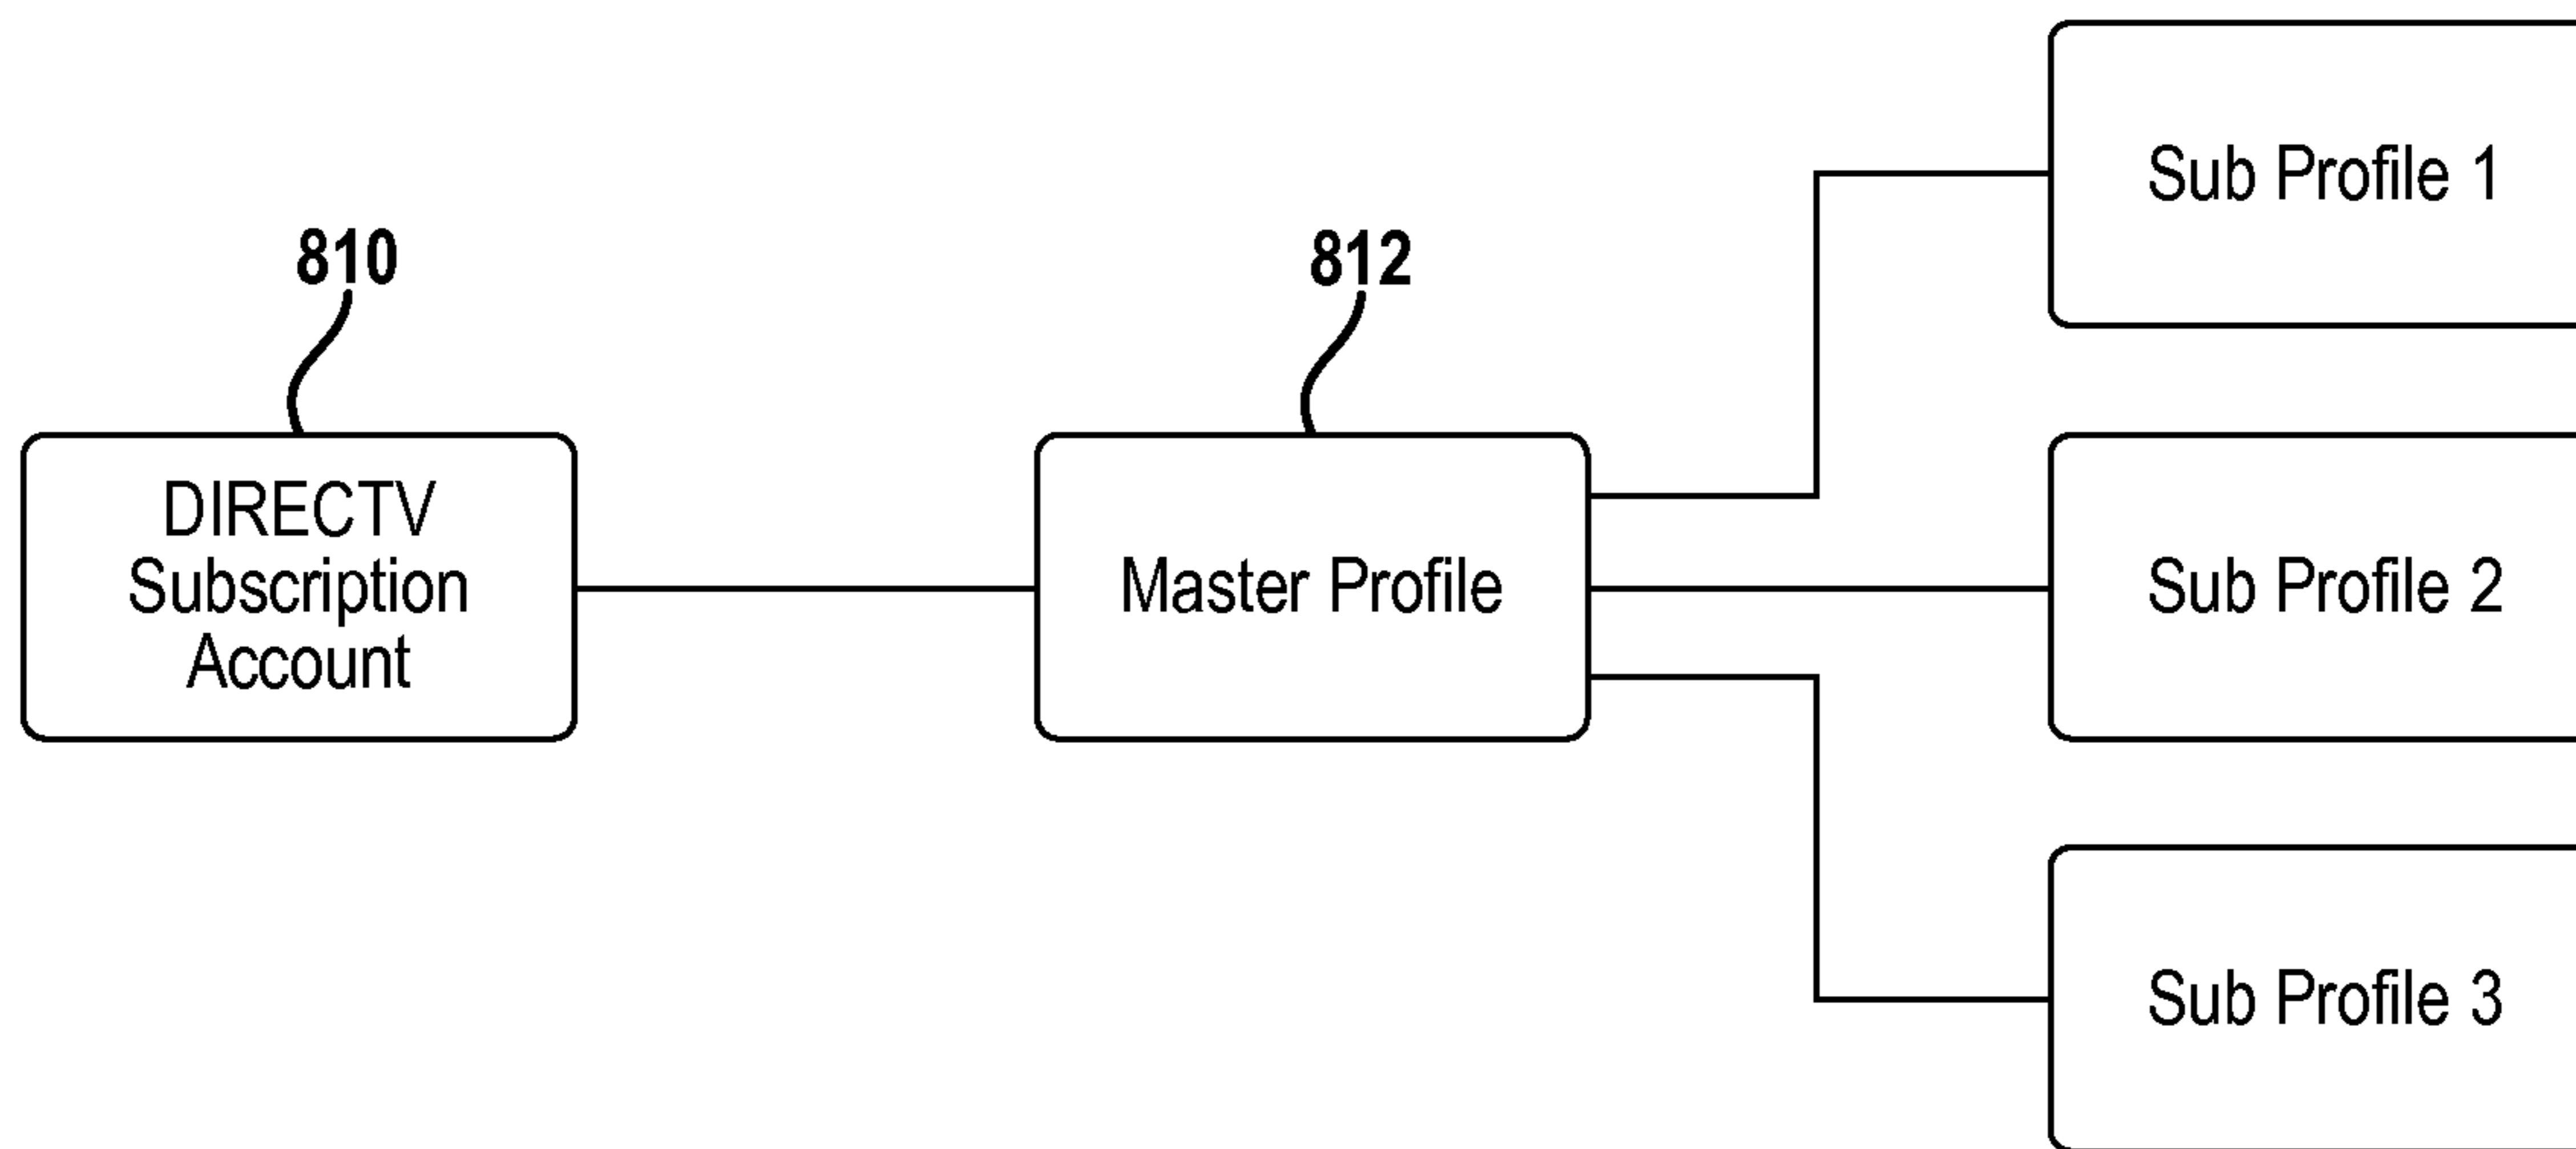 810
DIRECTV
Subscription
Account
812
Master Profile
Sub Profile 1
Sub Profile 2
Sub Profile 3